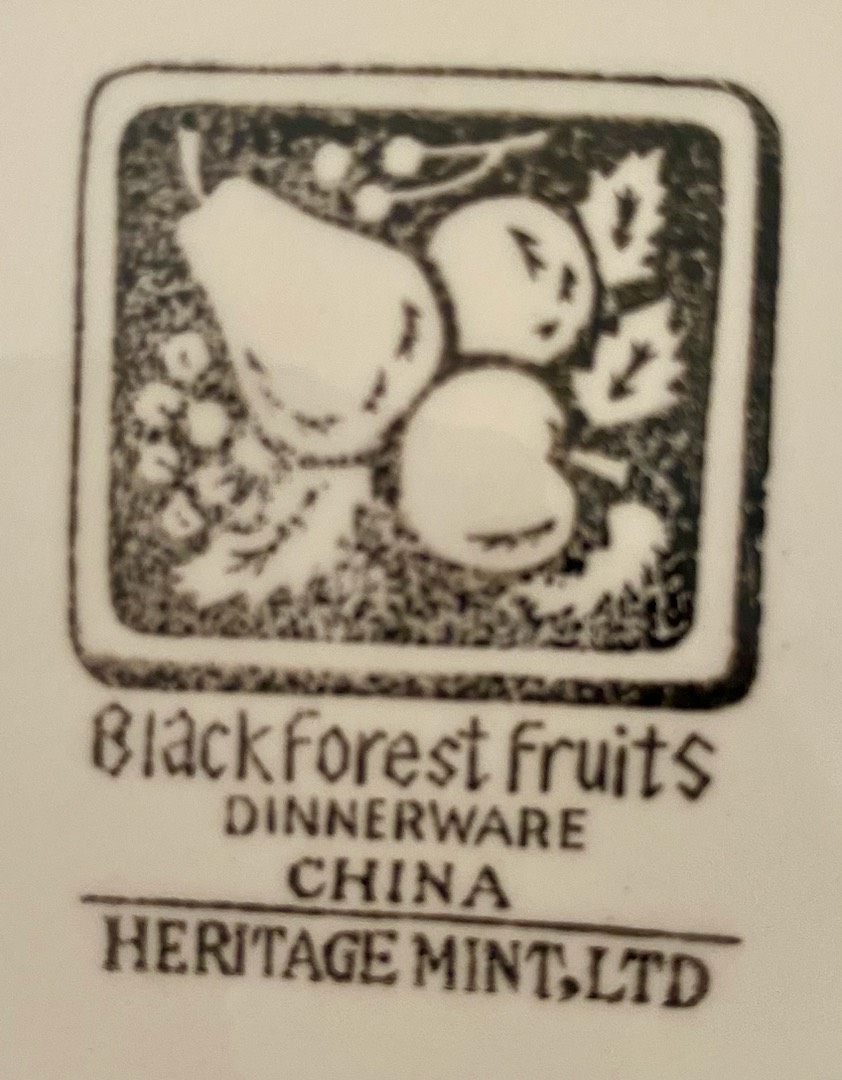 Black Forest Fruits
DINNERWARE
CHINA
HERITAGE MINT, LTD